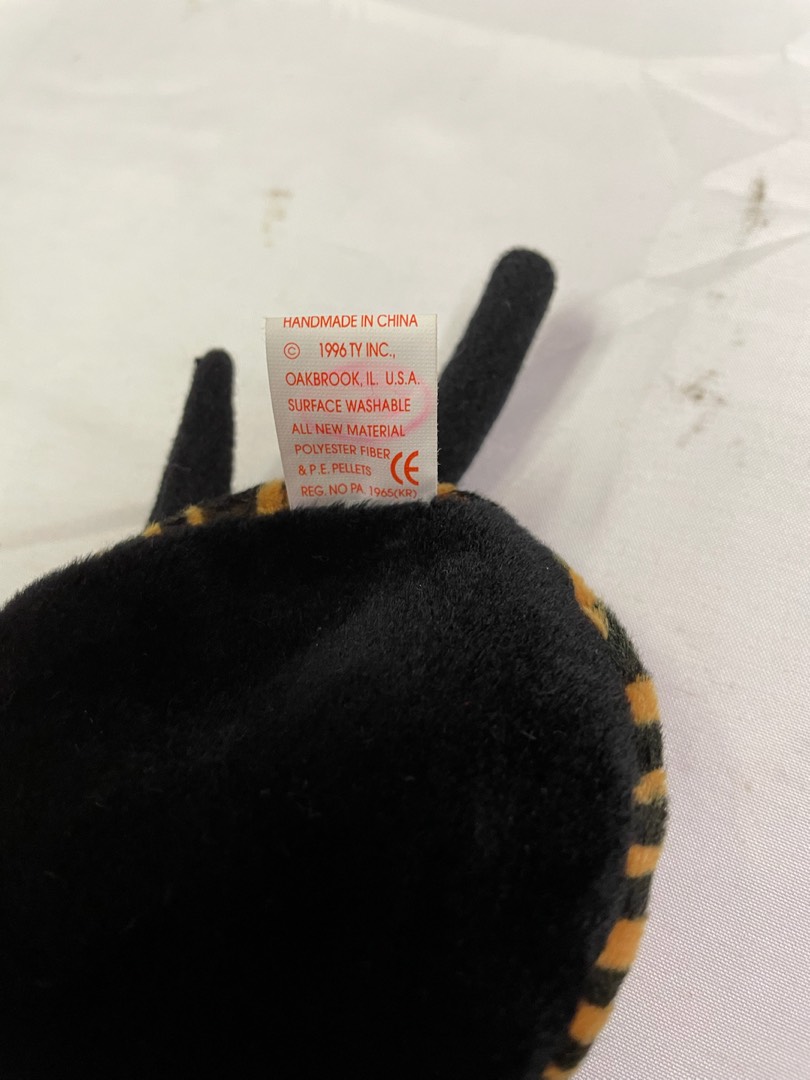 HANDMADE IN CHINA
© 1996 TY INC.,
OAKBROOK, IL. U.S.A.
SURFACE WASHABLE
ALL NEW MATERIAL
POLYESTER FIBER
& P.E. PELLETS CE
REG. NO PA. 1965(KR)